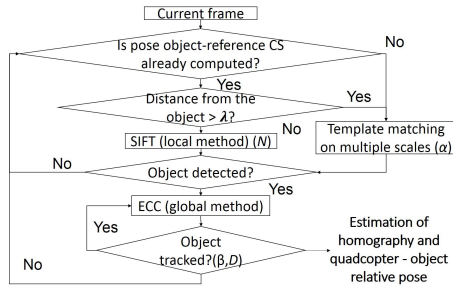 Current frame
Is pose object-reference CS
already computed?
No
Yes
Distance from the
object > λ?
Yes
No
SIFT (local method) (N)
Template matching
on multiple scales (α)
No
Object detected?
Yes
ECC (global method)
Yes
Object
tracked?(β,D)
No
Estimation of
homography and
quadcopter - object
relative pose